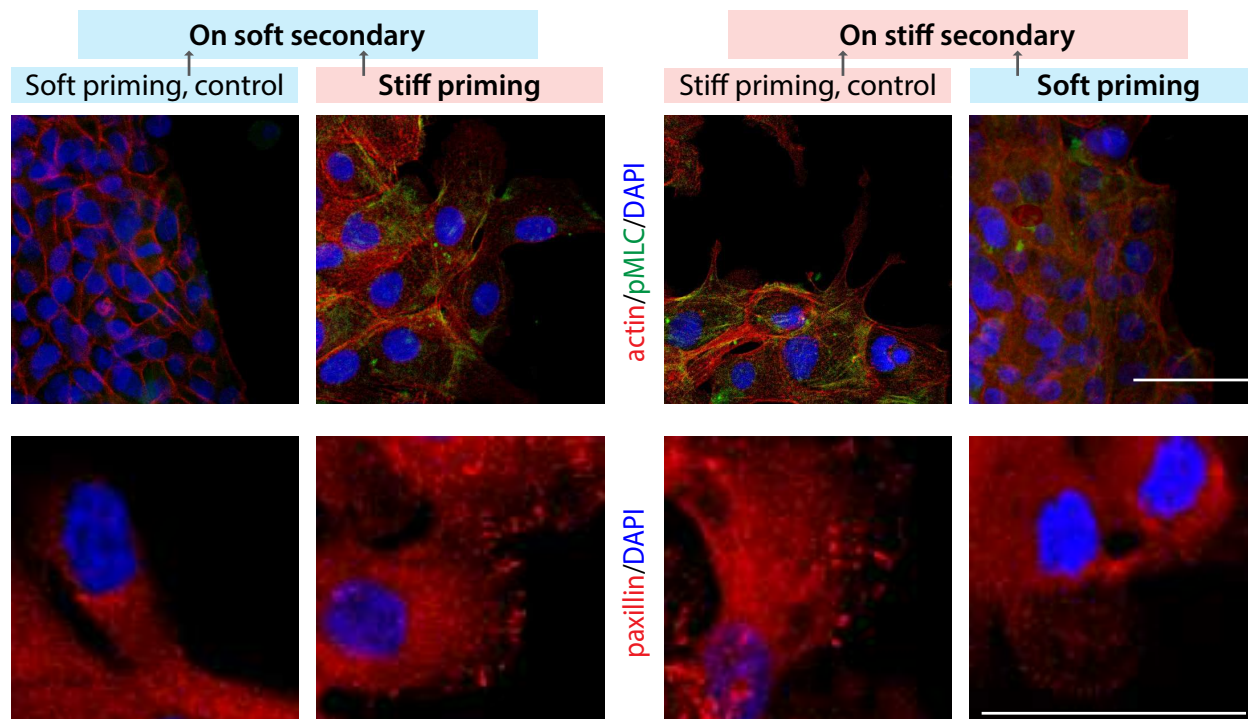 On soft secondary
On stiff secondary
Soft priming, control
Stiff priming
Stiff priming, control
Soft priming
actin/pMLC/DAPI
paxillin/DAPI